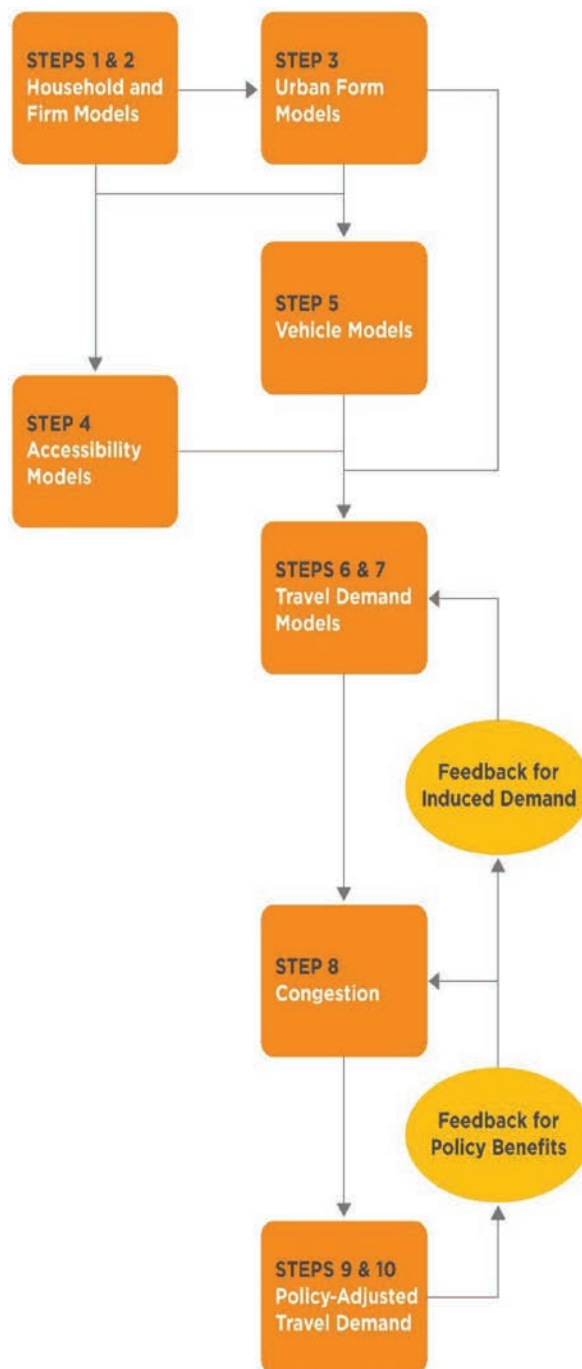 STEPS 1 & 2
Household and
Firm Models
STEP 3
Urban Form
Models
STEP 5
Vehicle Models
STEP 4
Accessibility
Models
STEPS 6 & 7
Travel Demand
Models
Feedback for
Induced Demand
STEP 8
Congestion
Feedback for
Policy Benefits
STEPS 9 & 10
Policy-Adjusted
Travel Demand